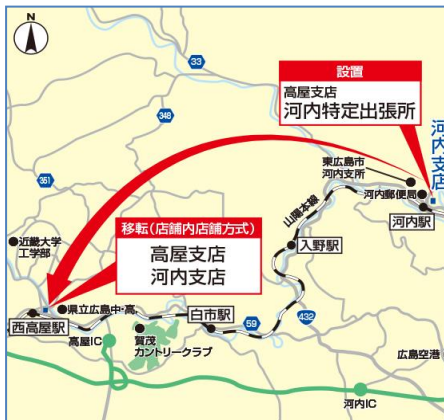 N
33
設置
高屋支店
河内特定出張所
河内支店
348
351
東広島市
河内支所
河内郵便局
河内駅
山陽本線
入野駅
移転(店舗内店舗方式)
高屋支店
河内支店
近畿大学
工学部
県立広島中・高
西高屋駅
白市駅
59
432
高屋IC
賀茂
カントリークラブ
広島空港
河内IC